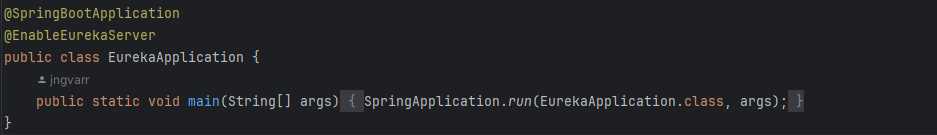 @SpringBootApplication
@EnableEurekaServer
public class EurekaApplication {
jngvarr
public static void main(String[] args) { SpringApplication.run(EurekaApplication.class, args); }
}